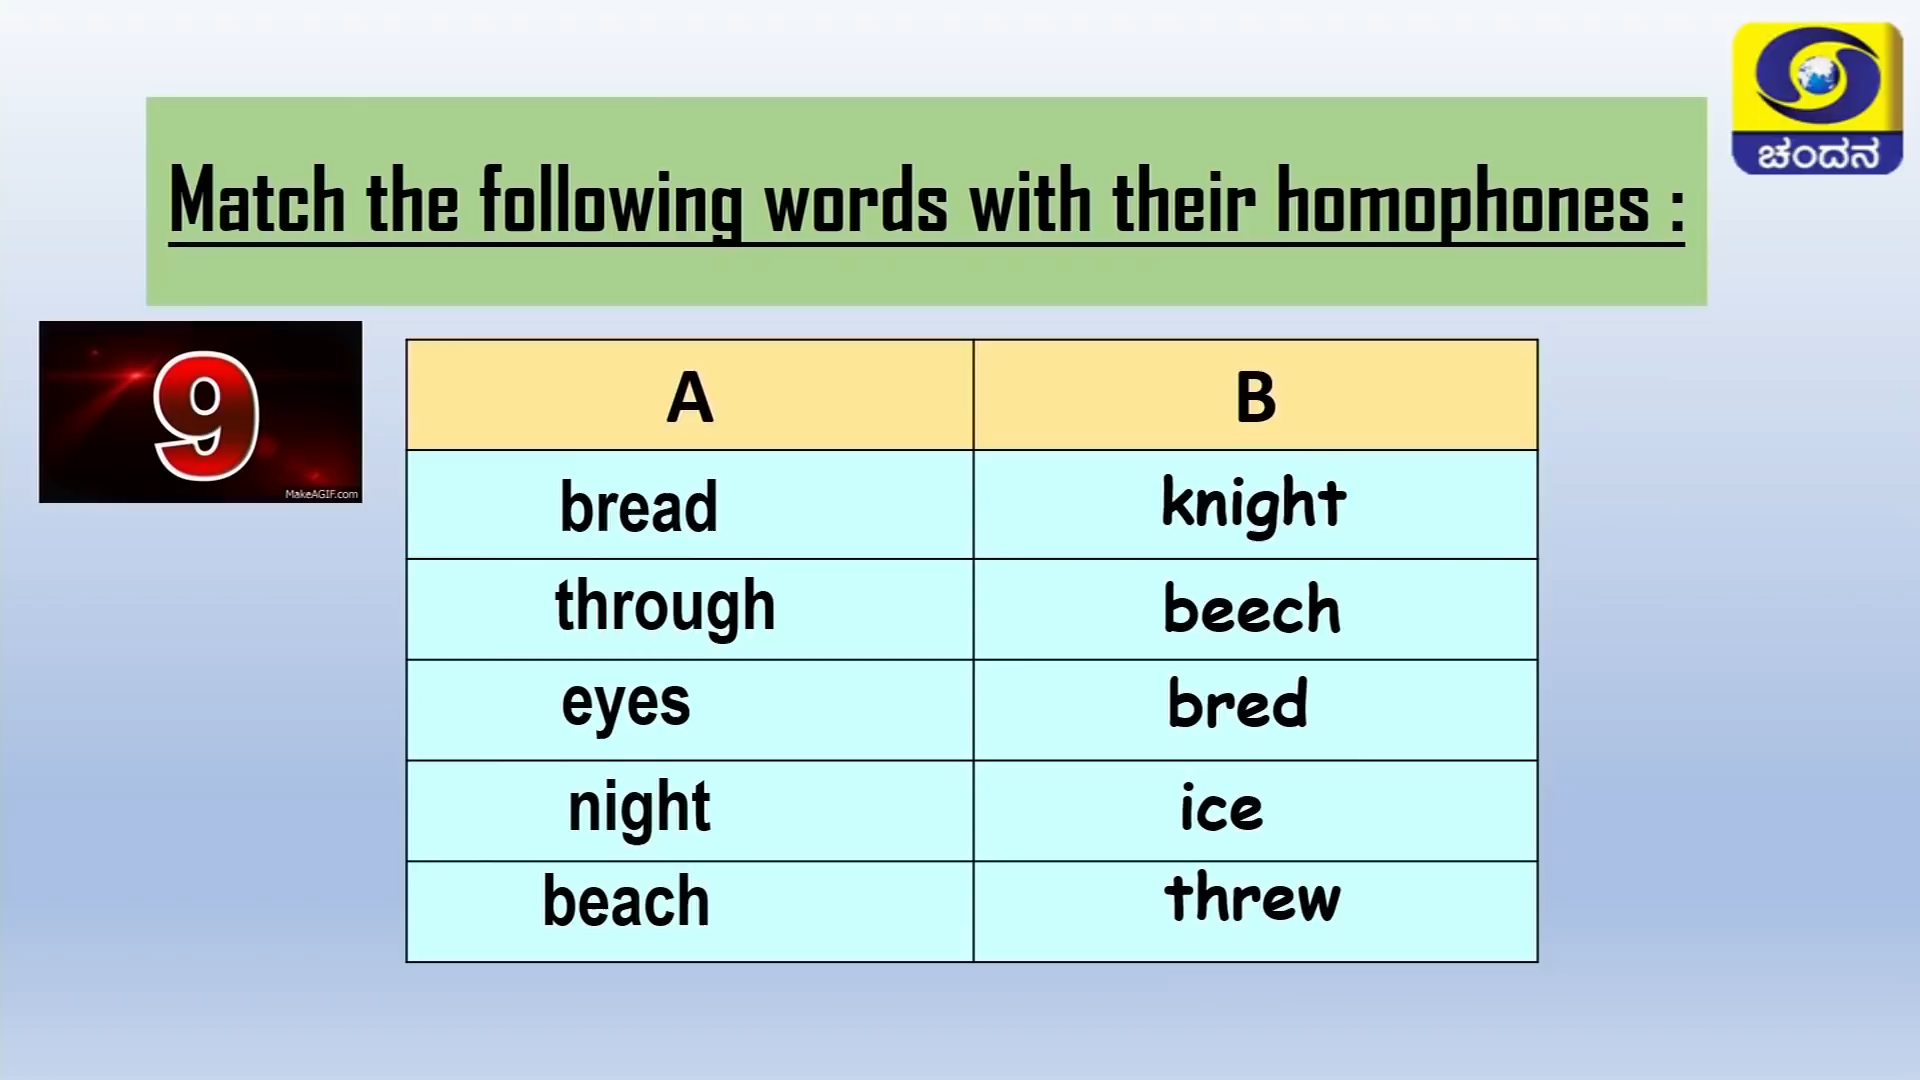 ಚಂದನ
Match the following words with their homophones :
9
MakeAGIF.com
A B
bread knight
through beech
eyes bred
night ice
beach threw